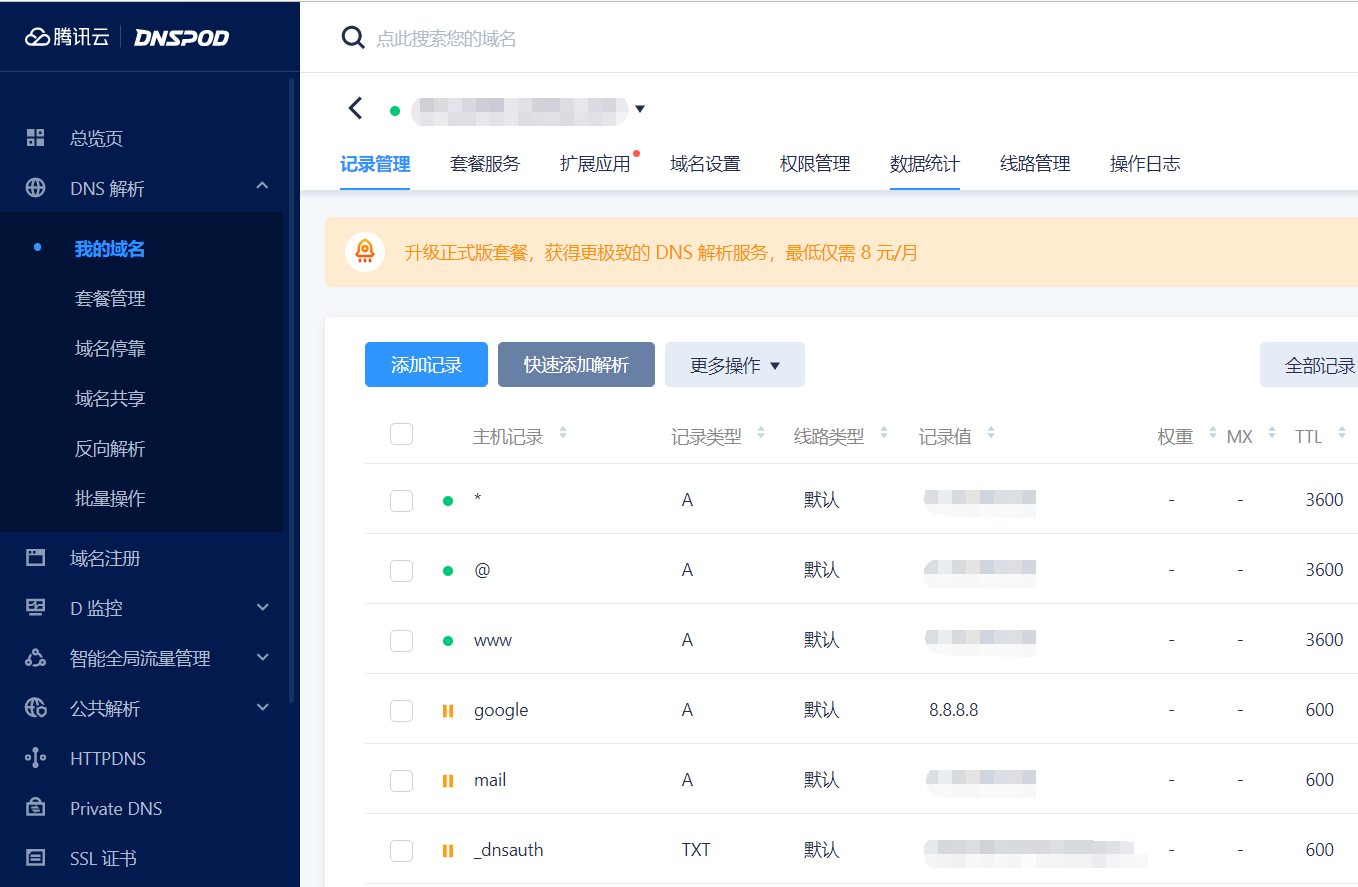 腾讯云 DNSPOD
点此搜索您的域名
总览页
DNS 解析
我的域名
套餐管理
域名停靠
域名共享
反向解析
批量操作
域名注册
D 监控
智能全局流量管理
公共解析
HTTPDNS
Private DNS
SSL 证书
记录管理 套餐服务 扩展应用 域名设置 权限管理 数据统计 线路管理 操作日志
升级正式版套餐，获得更极致的 DNS 解析服务，最低仅需 8 元/月
添加记录 快速添加解析 更多操作 全部记录
主机记录 记录类型 线路类型 记录值 权重 MX TTL
* A 默认 - - 3600
@ A 默认 - - 3600
www A 默认 - - 3600
google A 默认 8.8.8.8 - - 600
mail A 默认 - - 600
_dnsauth TXT 默认 - - 600